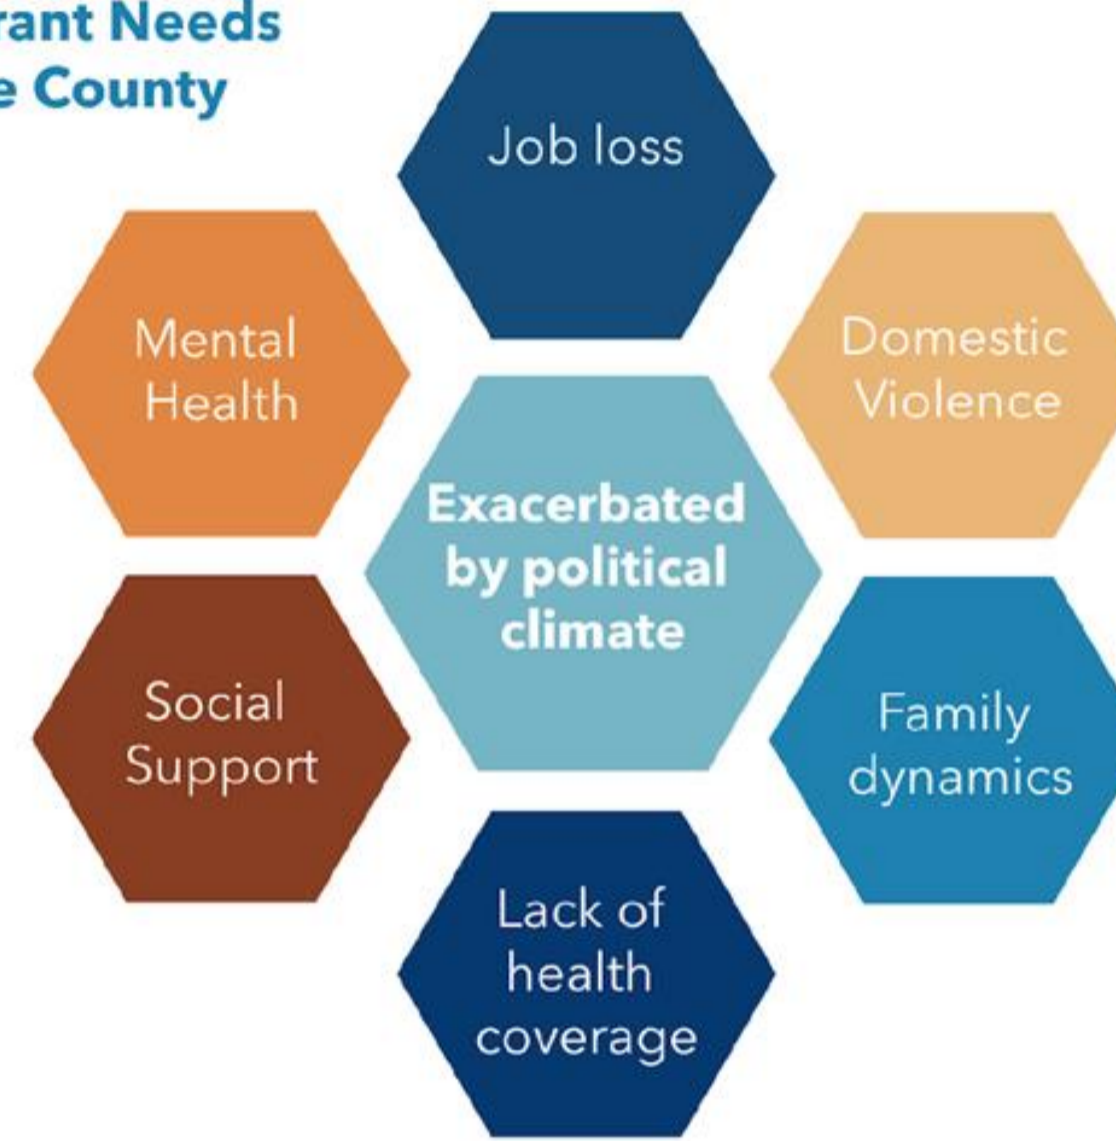 rant Needs
e County
Job loss
Mental
Health
Domestic
Violence
Exacerbated
by political
climate
Social
Support
Family
dynamics
Lack of
health
coverage